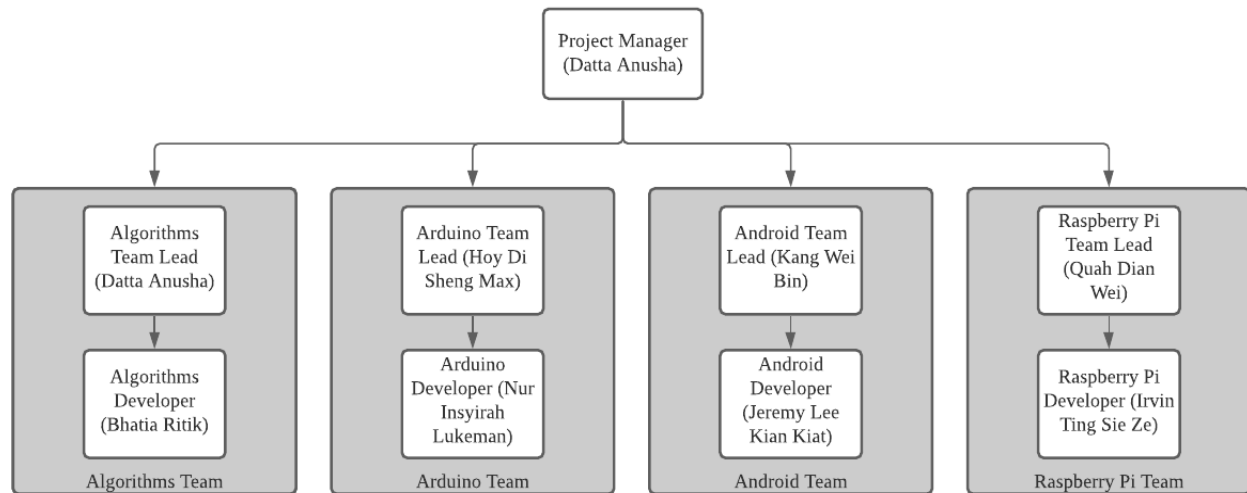 Project Manager
(Datta Anusha)
Algorithms
Team Lead
(Datta Anusha)
Algorithms
Developer
(Bhatia Ritik)
Algorithms Team
Arduino Team
Lead (Hoy Di
Sheng Max)
Arduino
Developer (Nur
Insyirah
Lukeman)
Arduino Team
Android Team
Lead (Kang Wei
Bin)
Android
Developer
(Jeremy Lee
Kian Kiat)
Android Team
Raspberry Pi
Team Lead
(Quah Dian
Wei)
Raspberry Pi
Developer (Irvin
Ting Sie Ze)
Raspberry Pi Team